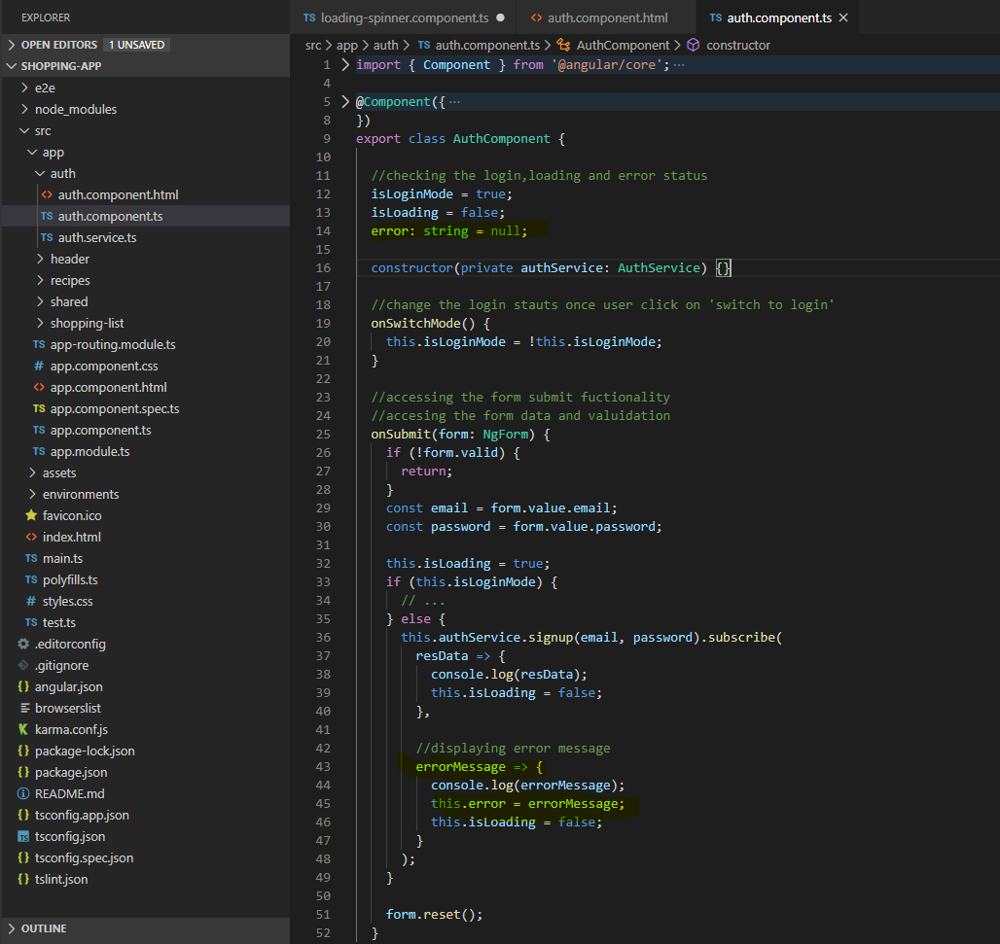 EXPLORER
OPEN EDITORS 1 UNSAVED
SHOPPING-APP
e2e
node_modules
src
app
auth
<> auth.component.html
TS auth.component.ts
TS auth.service.ts
header
recipes
shared
shopping-list
TS app-routing.module.ts
# app.component.css
<> app.component.html
TS app.component.spec.ts
TS app.component.ts
TS app.module.ts
assets
environments
favicon.ico
<> index.html
TS main.ts
TS polyfills.ts
# styles.css
TS test.ts
.editorconfig
.gitignore
{} angular.json
browserslist
karma.conf.js
{} package-lock.json
{} package.json
README.md
{} tsconfig.app.json
TS tsconfig.json
{} tsconfig.spec.json
{} tslint.json
OUTLINE
TS loading-spinner.component.ts ● <> auth.component.html TS auth.component.ts ×
src > app > auth > TS auth.component.ts > AuthComponent > constructor
1 > import { Component } from '@angular/core'; ···
4
5 > @Component({ ···
8 })
9 export class AuthComponent {
10
11 //checking the login,loading and error status
12 isLoginMode = true;
13 isLoading = false;
14 error: string = null;
15
16 constructor(private authService: AuthService) {}
17
18 //change the login stauts once user click on 'switch to login'
19 onSwitchMode() {
20 this.isLoginMode = !this.isLoginMode;
21 }
22
23 //accessing the form submit fuctionality
24 //accesing the form data and valuidation
25 onSubmit(form: NgForm) {
26 if (!form.valid) {
27 return;
28 }
29 const email = form.value.email;
30 const password = form.value.password;
31
32 this.isLoading = true;
33 if (this.isLoginMode) {
34 // ...
35 } else {
36 this.authService.signup(email, password).subscribe(
37 resData => {
38 console.log(resData);
39 this.isLoading = false;
40 },
41
42 //displaying error message
43 errorMessage => {
44 console.log(errorMessage);
45 this.error = errorMessage;
46 this.isLoading = false;
47 }
48 );
49 }
50
51 form.reset();
52 }